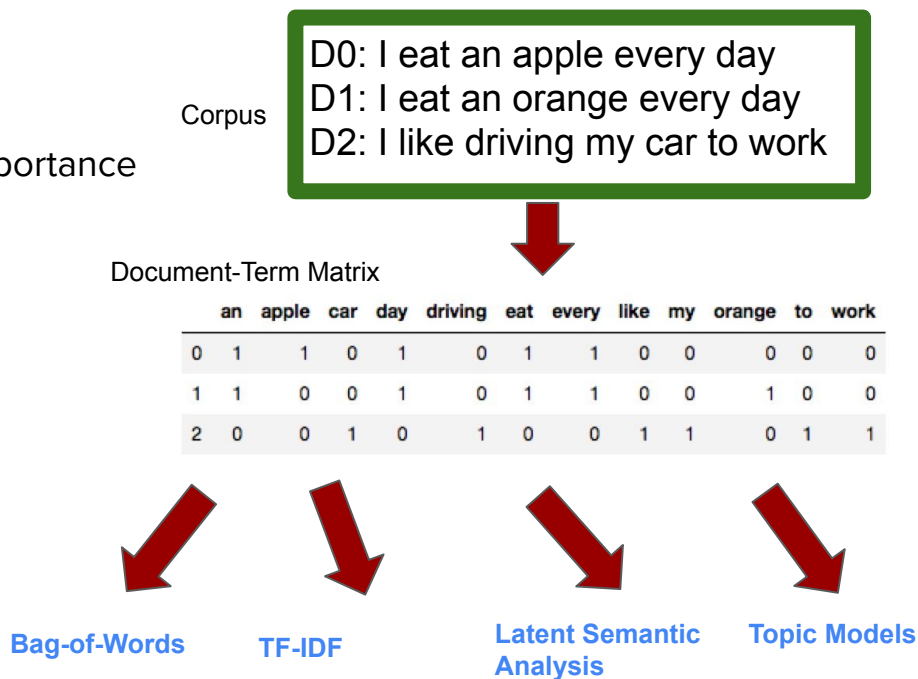 D0: I eat an apple every day
D1: I eat an orange every day
D2: I like driving my car to work
Corpus
Document-Term Matrix
an apple car day driving eat every like my orange to work
0 1 1 0 1 0 1 1 0 0 0 0 0
1 1 0 0 1 0 1 1 0 0 1 0 0
2 0 0 1 0 1 0 0 1 1 0 1 1
Bag-of-Words
TF-IDF
Latent Semantic
Analysis
Topic Models